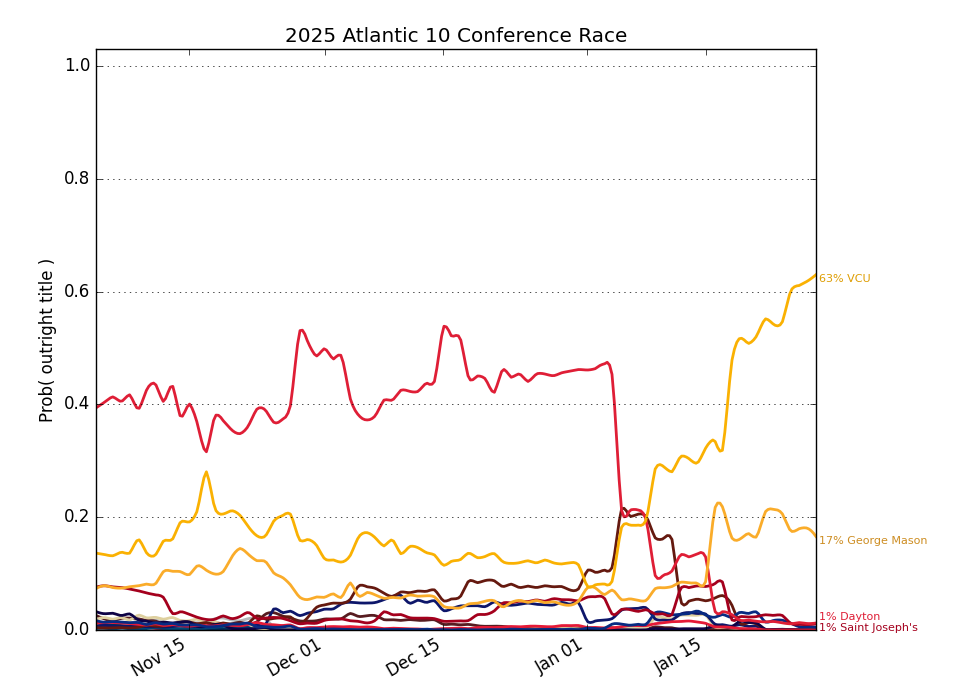 2025 Atlantic 10 Conference Race
1.0
0.8
0.6
0.4
0.2
0.0
Prob( outright title )
63% VCU
17% George Mason
1% Dayton
1% Saint Joseph's
Nov 15
Dec 01
Dec 15
Jan 01
Jan 15